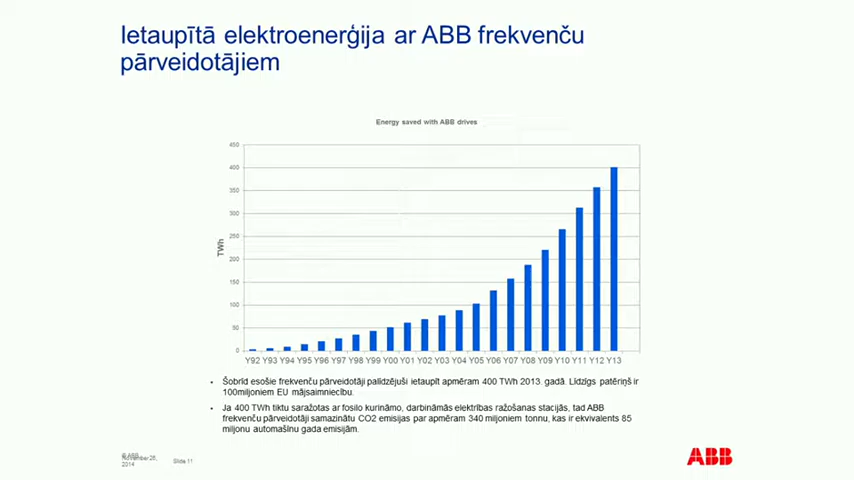 Ietaupītā elektroenerģija ar ABB frekvenču
pārveidotājiem
Energy saved with ABB drives
450
400
350
300
250
200
150
100
50
0
TWh
Y92 Y93 Y94 Y95 Y96 Y97 Y98 Y99 Y00 Y01 Y02 Y03 Y04 Y05 Y06 Y07 Y08 Y09 Y10 Y11 Y12 Y13
• Šobrīd esošie frekvenču pārveidotāji palīdzējuši ietaupīt apmēram 400 TWh 2013. gadā. Līdzīgs patēriņš ir
100miljoniem EU mājsaimniecību.
• Ja 400 TWh tiktu saražotas ar fosilo kurināmo, darbināmās elektrības ražošanas stacijās, tad ABB
frekvenču pārveidotāji samazinātu CO2 emisijas par apmēram 340 miljoniem tonnu, kas ir ekvivalents 85
miljonu automašīnu gada emisijām.
© ABB
November 26,
2014
Slide 11
ABB